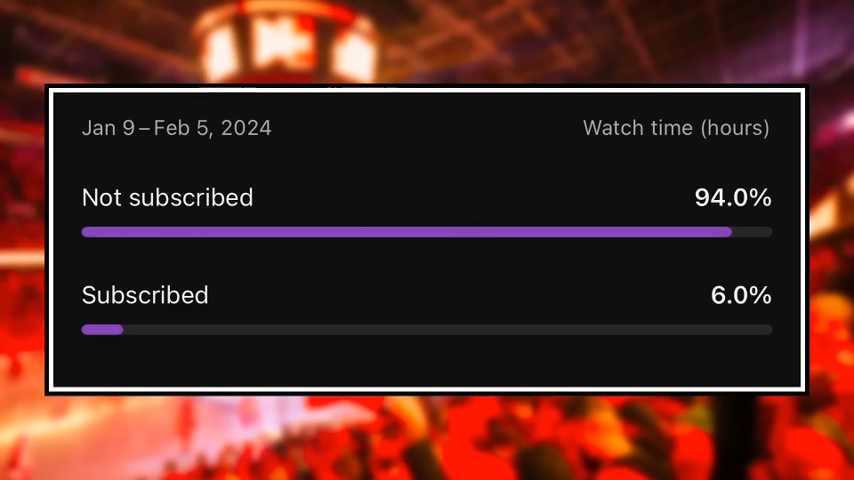 Jan 9 – Feb 5, 2024 Watch time (hours)
Not subscribed 94.0%
Subscribed 6.0%